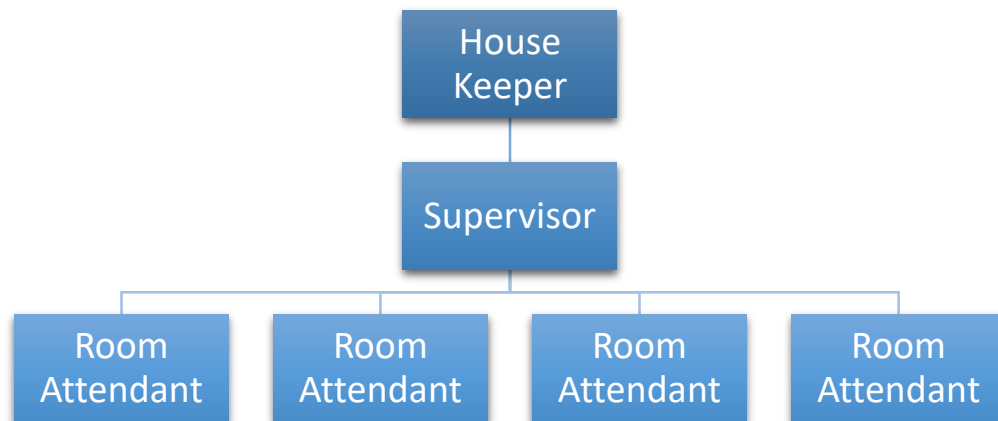 House
Keeper
Supervisor
Room
Attendant
Room
Attendant
Room
Attendant
Room
Attendant